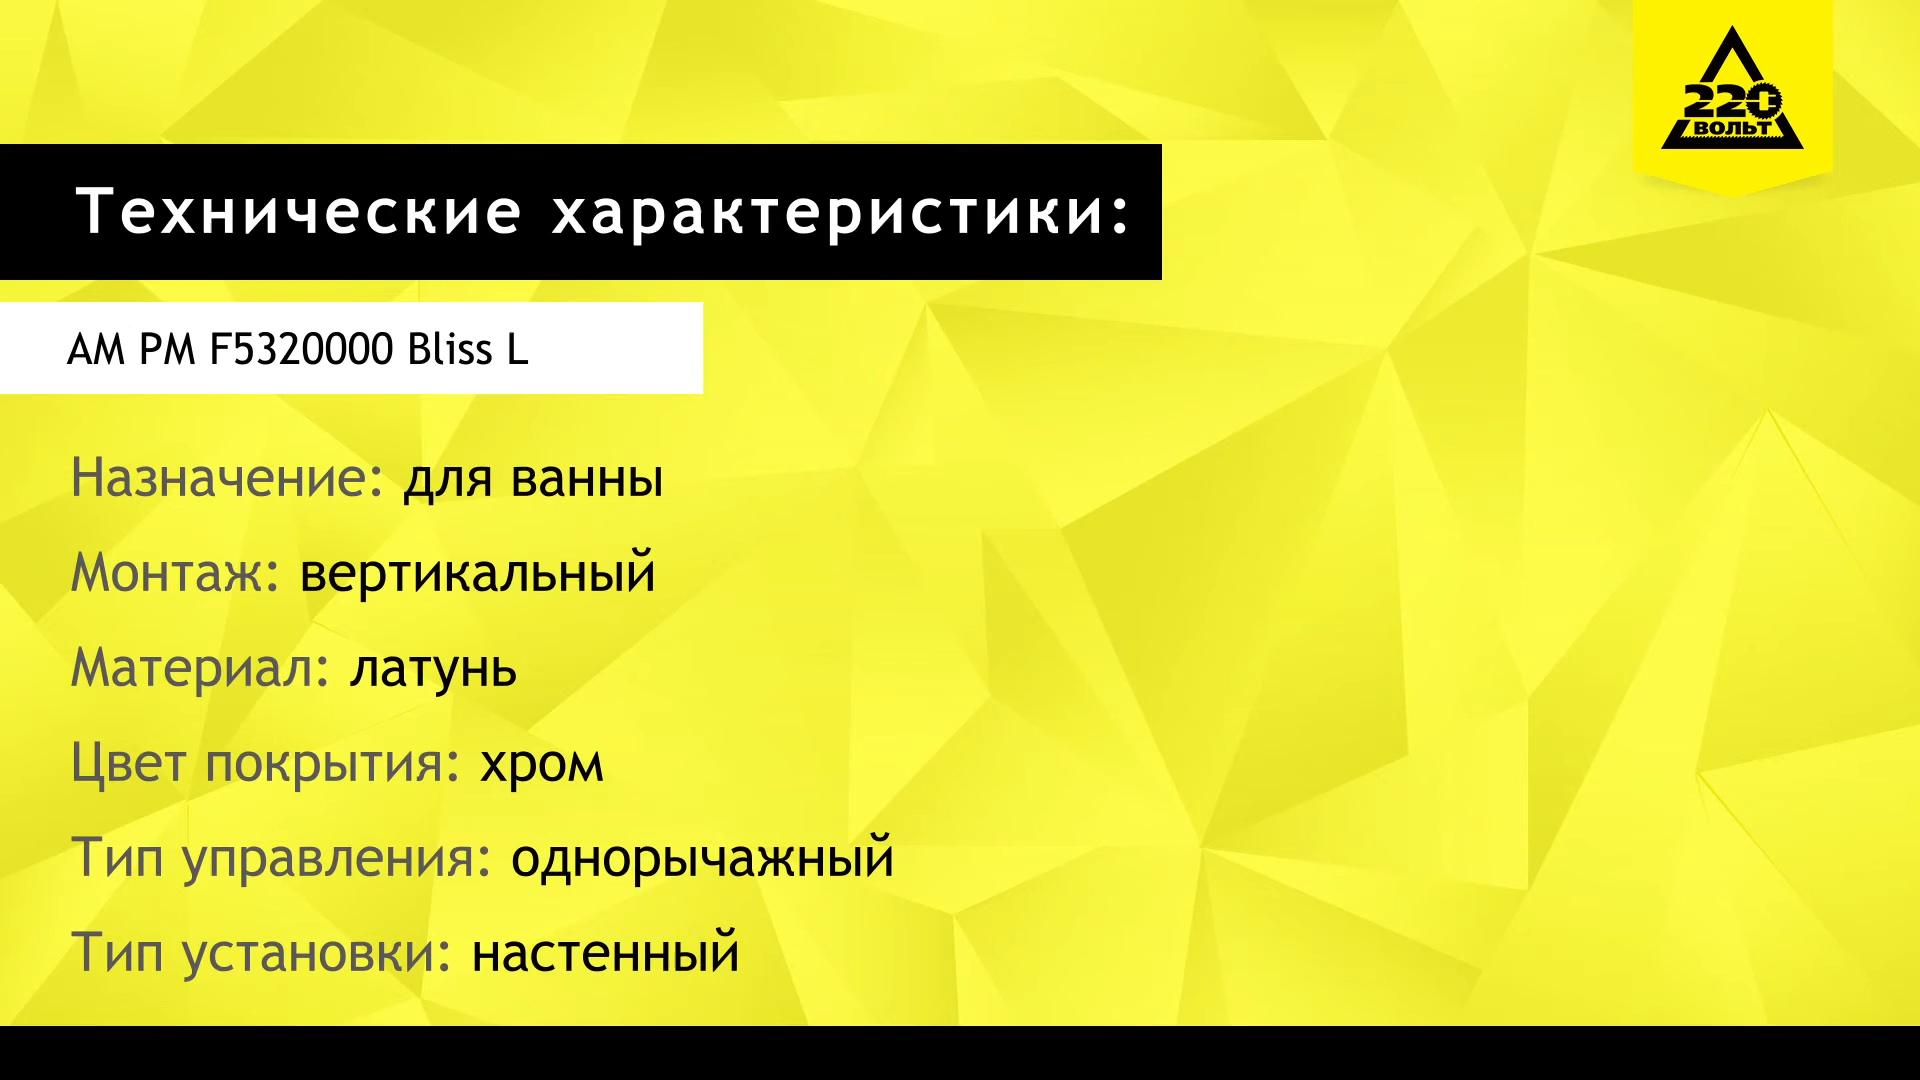 220
ВОЛЬТ
Технические характеристики:
AM PM F5320000 Bliss L
Назначение: для ванны
Монтаж: вертикальный
Материал: латунь
Цвет покрытия: хром
Тип управления: однорычажный
Тип установки: настенный